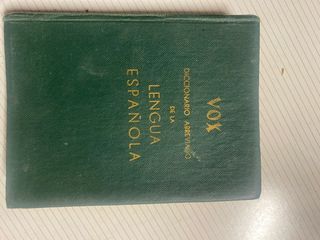 VOX
DICCIONARIO ABREVIADO
DE LA
LENGUA
ESPAÑOLA